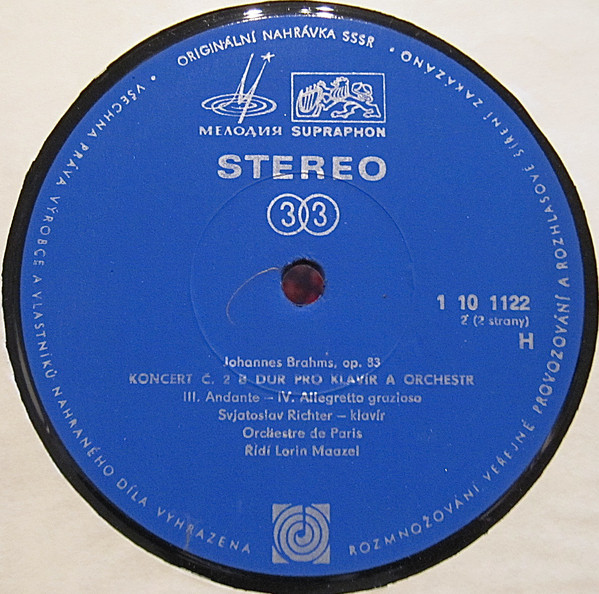 ORIGINÁLNÍ NAHRÁVKA SSSR • ROZMNOŽOVÁNÍ VEŘEJNÉ PROVOZOVÁNÍ A ROZHLASOVÉ ŠÍŘENÍ ZAKÁZÁNO •
VŠECHNA PRÁVA VÝROBCE A VLASTNÍKŮ NAHRANÉHO DÍLA VYHRAZENA •
МЕЛОДИЯ SUPRAPHON
STEREO
33
1 10 1122
2 (2 strany)
H
Johannes Brahms, op. 83
KONCERT Č. 2 B DUR PRO KLAVÍR A ORCHESTR
III. Andante – IV. Allegretto grazioso
Svjatoslav Richter – klavír
Orchestre de Paris
Řídí Lorin Maazel